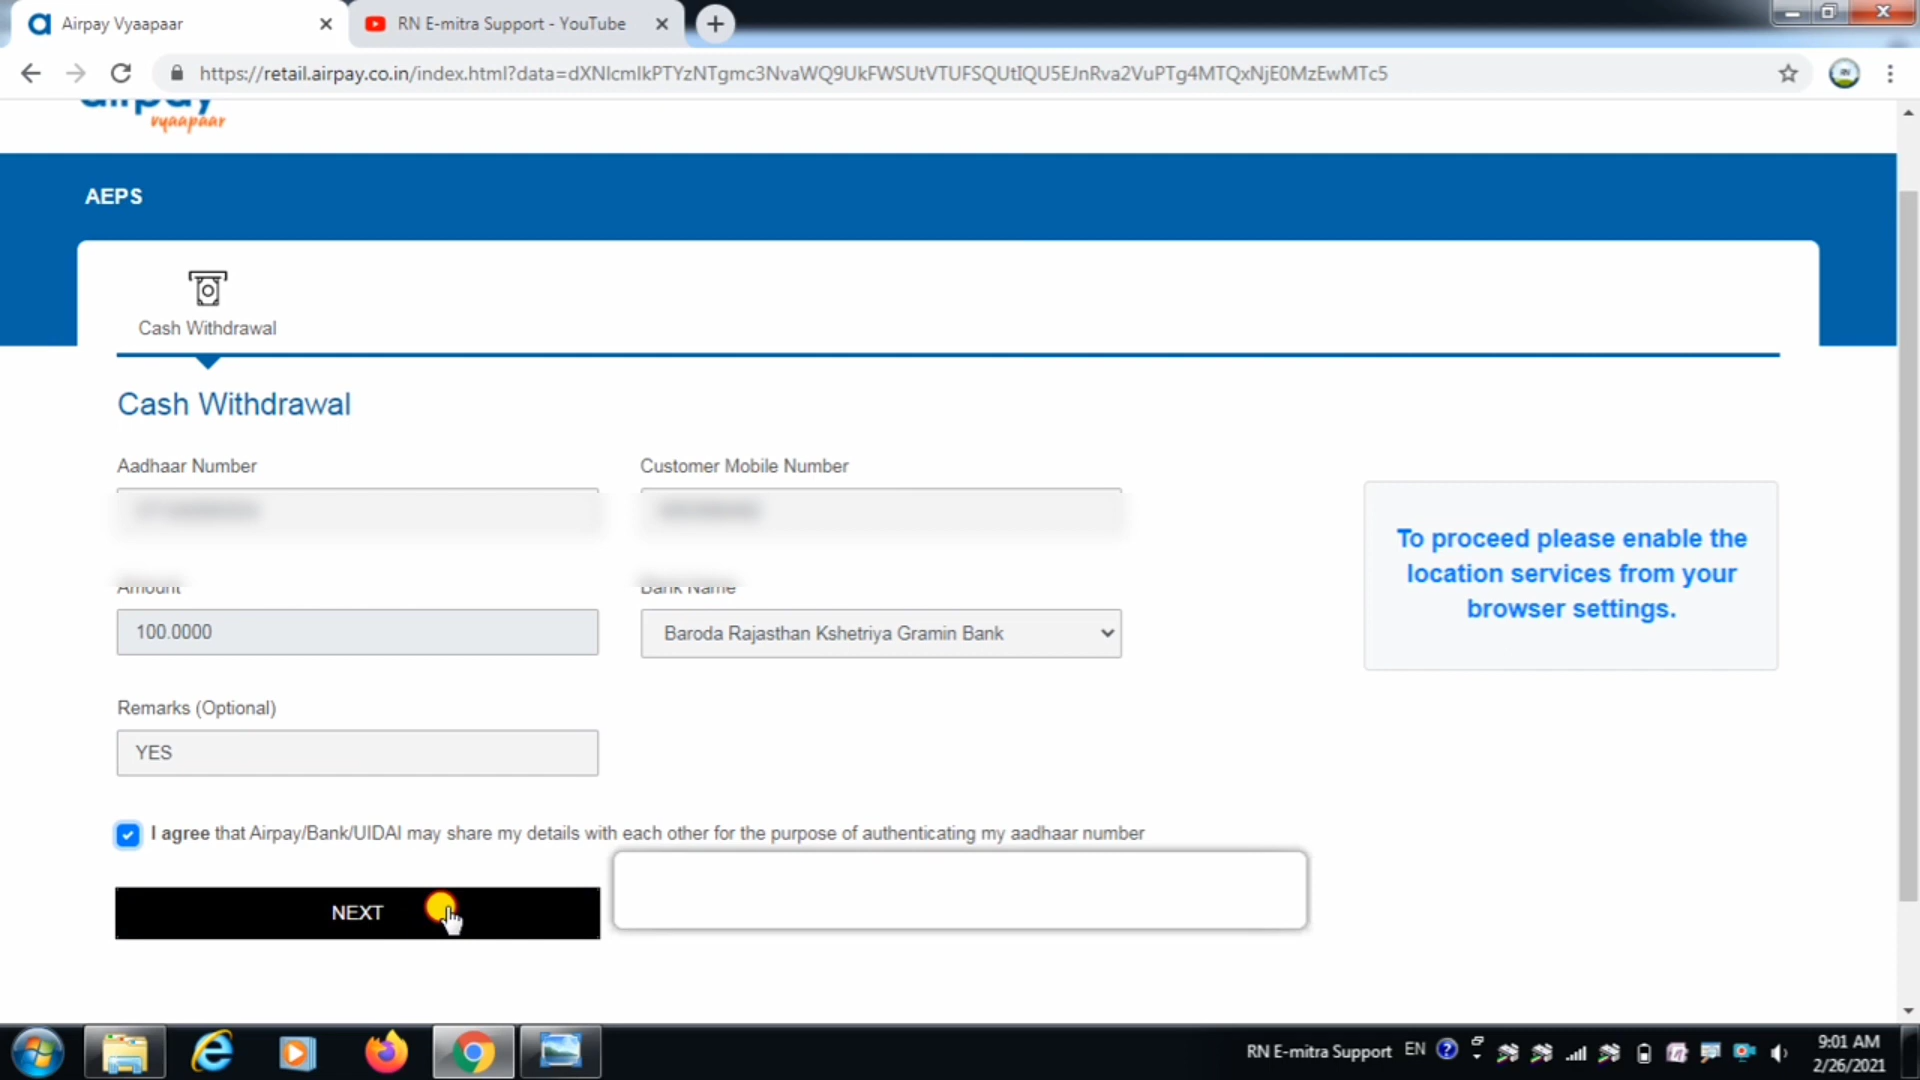 Airpay Vyaapaar
RN E-mitra Support - YouTube
https://retail.airpay.co.in/index.html?data=dXNlcmlkPTYzNTgmc3NvaWQ9UkFWSUtVTUFSQUtIQU5EJnRva2VuPTg4MTQxNjE0MzEwMTc5
airpay
vyaapaar
AEPS
Cash Withdrawal
Cash Withdrawal
Aadhaar Number
Customer Mobile Number
Amount
Bank Name
100.0000
Baroda Rajasthan Kshetriya Gramin Bank
To proceed please enable the
location services from your
browser settings.
Remarks (Optional)
YES
I agree that Airpay/Bank/UIDAI may share my details with each other for the purpose of authenticating my aadhaar number
NEXT
RN E-mitra Support
EN
9:01 AM
2/26/2021